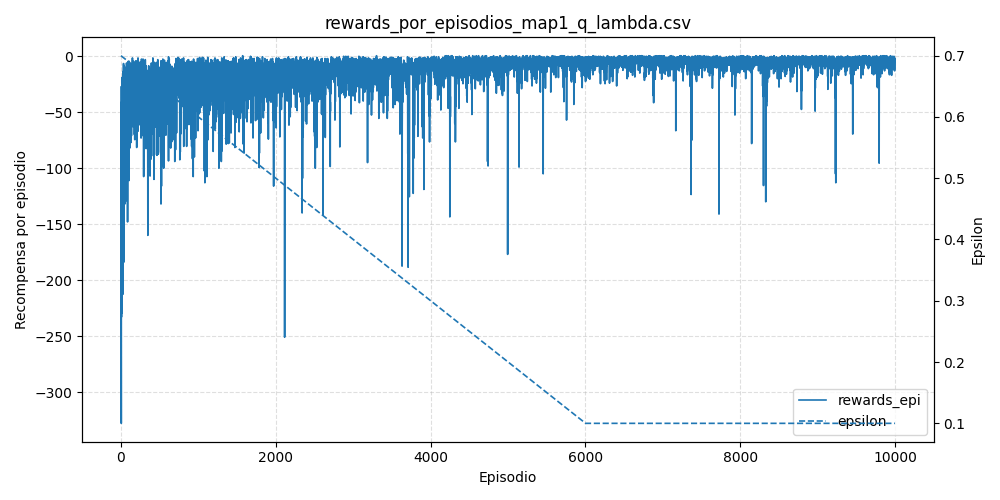 rewards_por_episodios_map1_q_lambda.csv
Recompensa por episodio
0
−50
−100
−150
−200
−250
−300
0.7
0.6
0.5
0.4
0.3
0.2
0.1
Epsilon
rewards_epi
epsilon
0 2000 4000 6000 8000 10000
Episodio